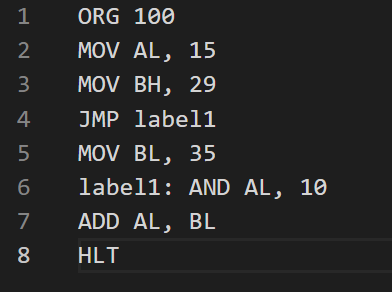 1 ORG 100
2 MOV AL, 15
3 MOV BH, 29
4 JMP label1
5 MOV BL, 35
6 label1: AND AL, 10
7 ADD AL, BL
8 HLT